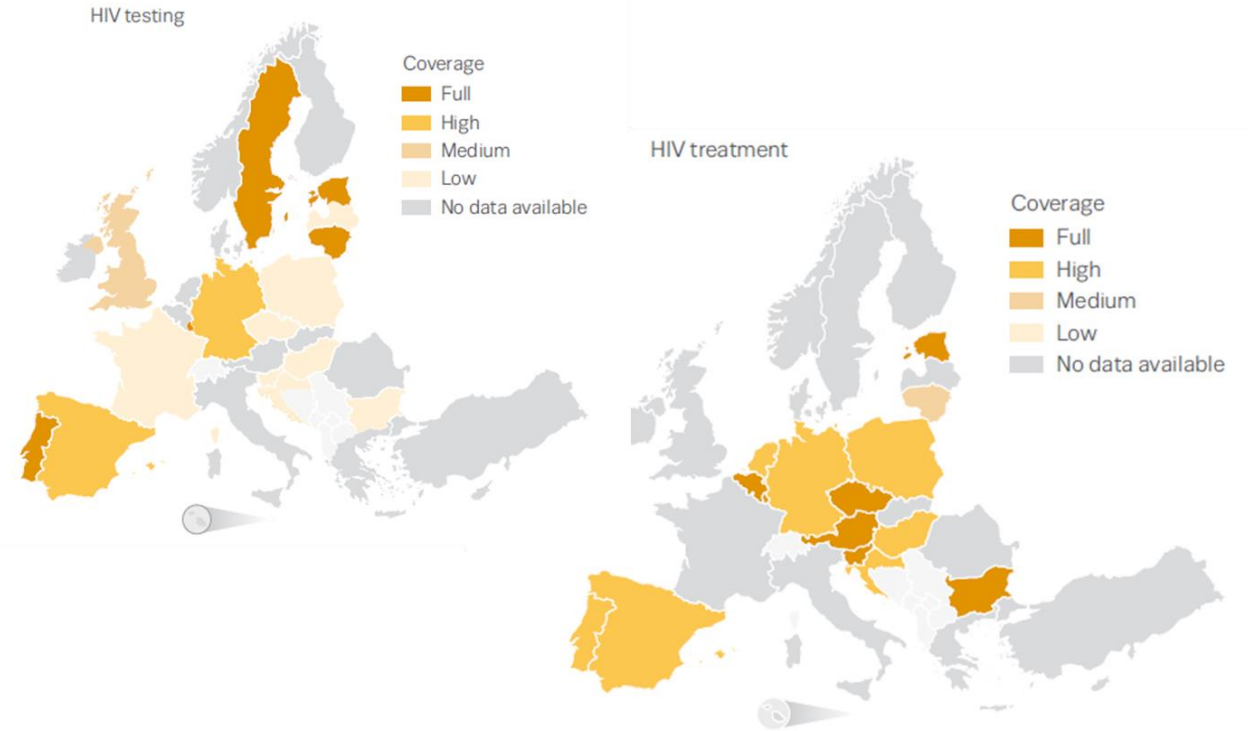 HIV testing
Coverage
Full
High
Medium
Low
No data available
HIV treatment
Coverage
Full
High
Medium
Low
No data available